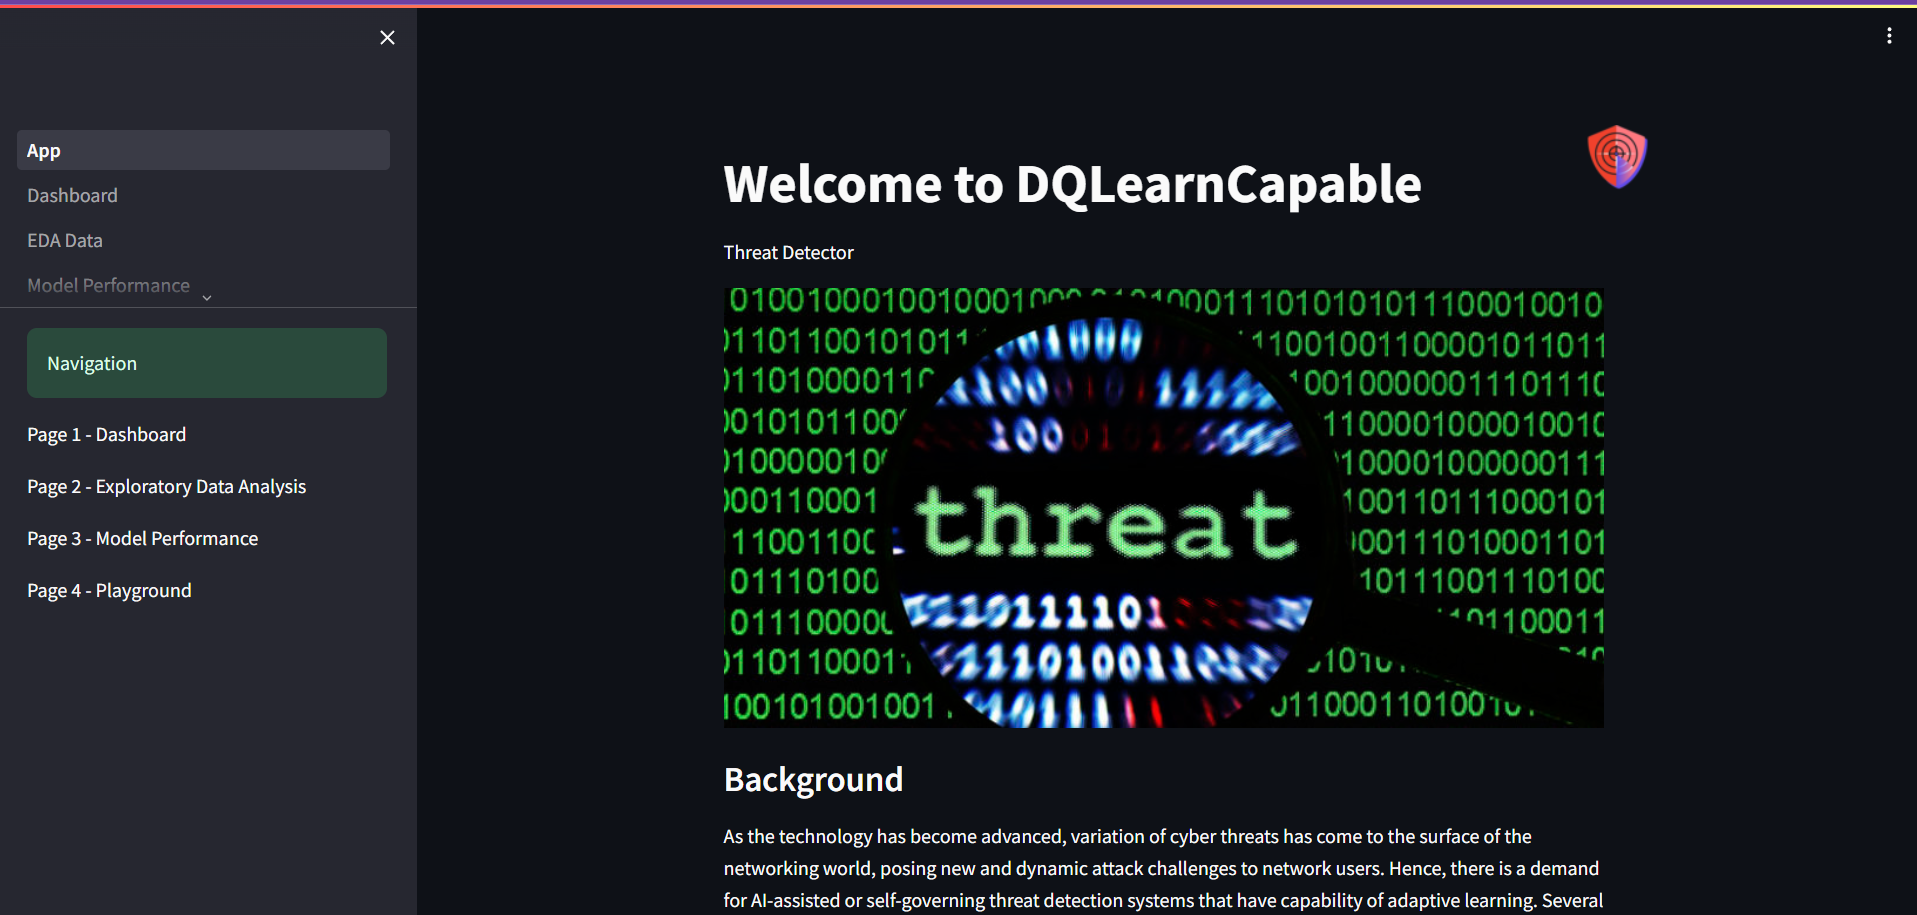 App
Dashboard
EDA Data
Model Performance
Navigation
Page 1 - Dashboard
Page 2 - Exploratory Data Analysis
Page 3 - Model Performance
Page 4 - Playground
Welcome to DQLearnCapable
Threat Detector
threat
Background
As the technology has become advanced, variation of cyber threats has come to the surface of the
networking world, posing new and dynamic attack challenges to network users. Hence, there is a demand
for AI-assisted or self-governing threat detection systems that have capability of adaptive learning. Several